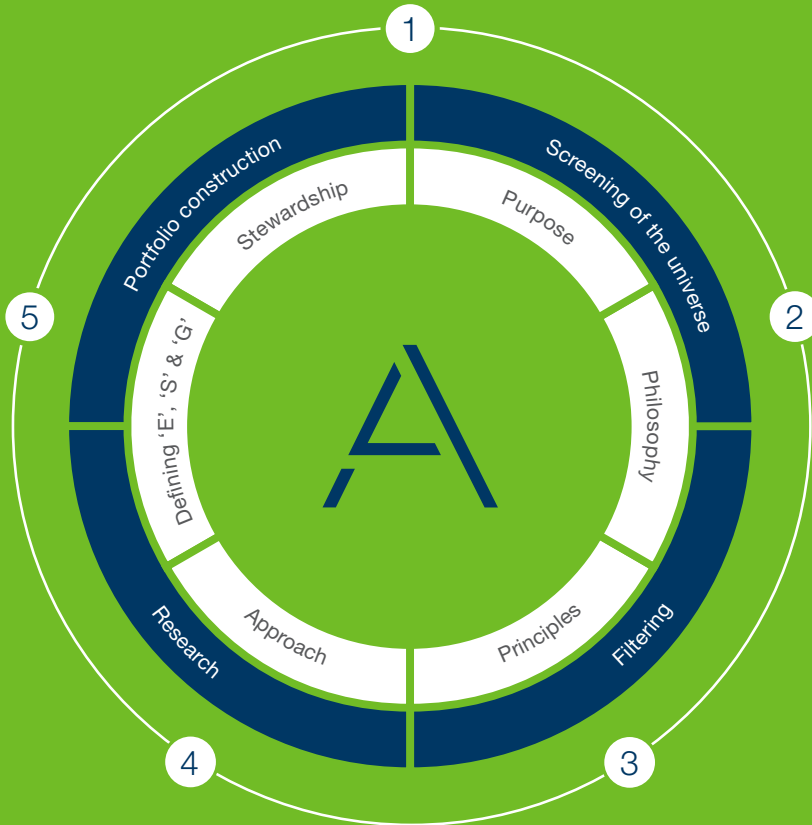 1
Portfolio construction
Screening of the universe
Stewardship
Purpose
5
2
Defining ‘E’, ‘S’ & ‘G’
Philosophy
A
Research
Approach
Principles
Filtering
4
3